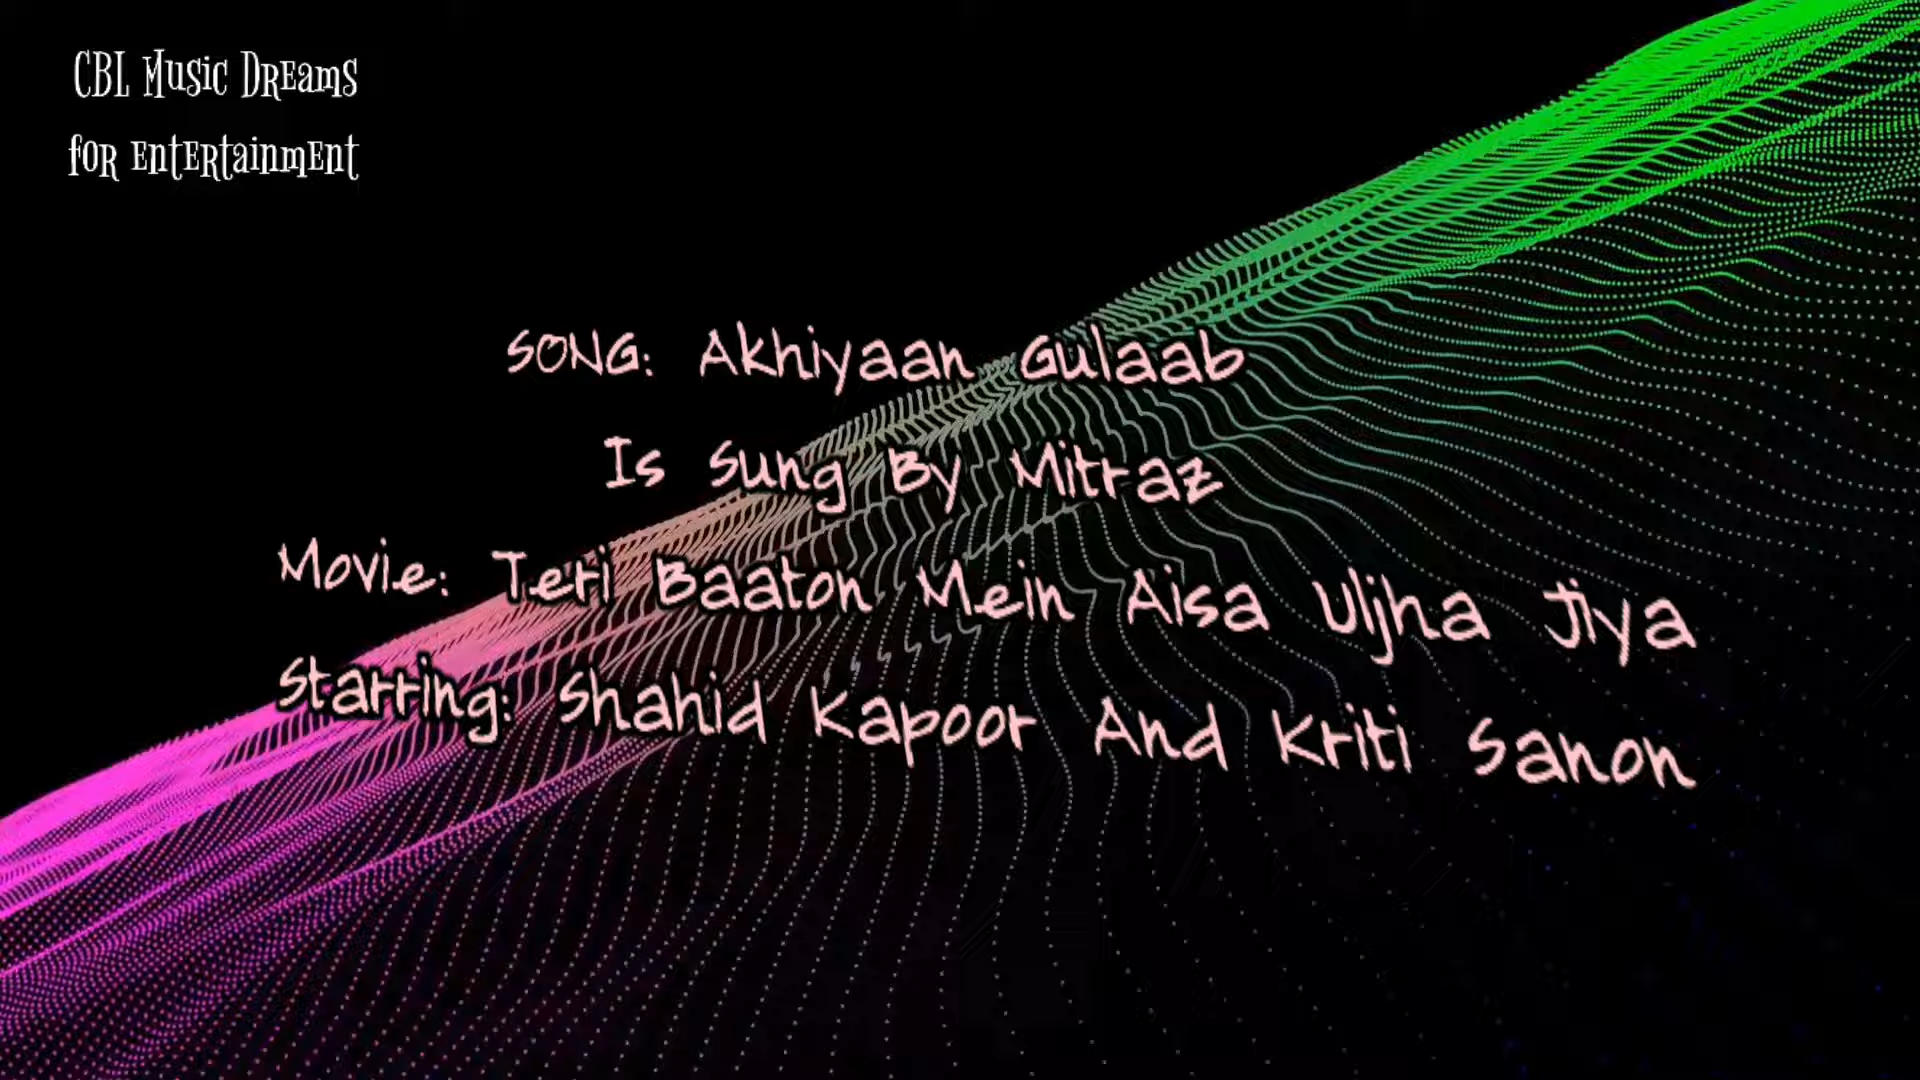 CBL Music Dreams
for entertainment
SONG: Akhiyaan Gulaab
Is Sung By Mitraz
Movie: Teri Baaton Mein Aisa Uljha Jiya
Starring: Shahid Kapoor And Kriti Sanon